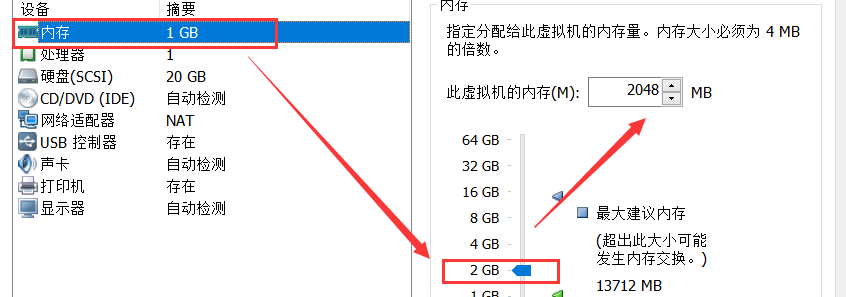 设备 摘要
内存 1 GB
处理器 1
硬盘(SCSI) 20 GB
CD/DVD (IDE) 自动检测
网络适配器 NAT
USB 控制器 存在
声卡 自动检测
打印机 存在
显示器 自动检测
内存
指定分配给此虚拟机的内存量。内存大小必须为 4 MB
的倍数。
此虚拟机的内存(M): 2048 MB
64 GB
32 GB
16 GB
8 GB
4 GB
2 GB
1 GB
最大建议内存
(超出此大小可能
发生内存交换。)
13712 MB